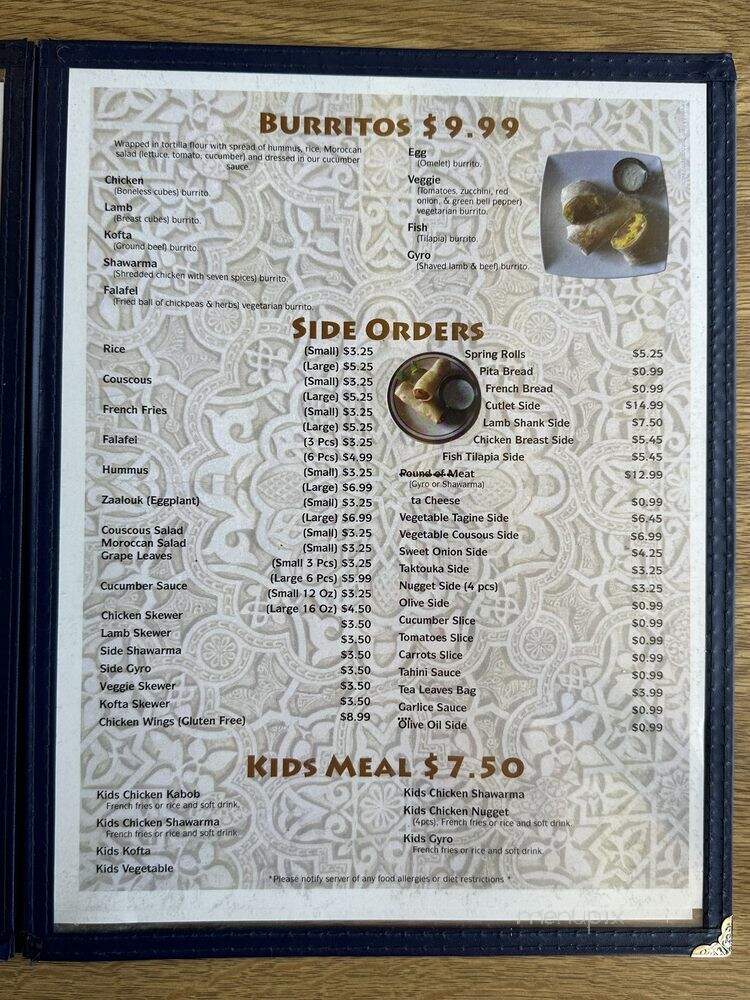 BURRITOS $9.99
Wrapped in tortilla flour with spread of hummus, rice, Moroccan
salad (lettuce, tomato, cucumber) and dressed in our cucumber
sauce.
Chicken
(Boneless cubes) burrito.
Lamb
(Breast cubes) burrito.
Kofta
(Ground beef) burrito.
Shawarma
(Shredded chicken with seven spices) burrito.
Falafel
(Fried ball of chickpeas & herbs) vegetarian burrito.
Egg
(Omelet) burrito.
Veggie
(Tomatoes, zucchini, red
onion, & green bell pepper)
vegetarian burrito.
Fish
(Tilapia) burrito.
Gyro
(Shaved lamb & beef) burrito.
SIDE ORDERS
Rice (Small) $3.25
(Large) $5.25
Couscous (Small) $3.25
(Large) $5.25
French Fries (Small) $3.25
(Large) $5.25
Falafel (3 Pcs) $3.25
(6 Pcs) $4.99
Hummus (Small) $3.25
(Large) $6.99
Zaalouk (Eggplant) (Small) $3.25
(Large) $6.99
Couscous Salad (Small) $3.25
Moroccan Salad (Small) $3.25
Grape Leaves (Small 3 Pcs) $3.25
(Large 6 Pcs) $5.99
Cucumber Sauce (Small 12 Oz) $3.25
(Large 16 Oz) $4.50
Chicken Skewer $3.50
Lamb Skewer $3.50
Side Shawarma $3.50
Side Gyro $3.50
Veggie Skewer $3.50
Kofta Skewer $3.50
Chicken Wings (Gluten Free) $8.99
Spring Rolls $5.25
Pita Bread $0.99
French Bread $0.99
Cutlet Side $14.99
Lamb Shank Side $7.50
Chicken Breast Side $5.45
Fish Tilapia Side $5.45
Pound of Meat $12.99
(Gyro or Shawarma)
ta Cheese $0.99
Vegetable Tagine Side $6.45
Vegetable Cousous Side $6.99
Sweet Onion Side $4.25
Taktouka Side $3.25
Nugget Side (4 pcs) $3.25
Olive Side $0.99
Cucumber Slice $0.99
Tomatoes Slice $0.99
Carrots Slice $0.99
Tahini Sauce $0.99
Tea Leaves Bag $3.99
Garlice Sauce $0.99
Olive Oil Side $0.99
KIDS MEAL $7.50
Kids Chicken Kabob
French fries or rice and soft drink.
Kids Chicken Shawarma
French fries or rice and soft drink.
Kids Kofta
Kids Vegetable
Kids Chicken Shawarma
Kids Chicken Nugget
(4pcs), French fries or rice and soft drink.
Kids Gyro
French fries or rice and soft drink.
*Please notify server of any food allergies or diet restrictions *
menupix